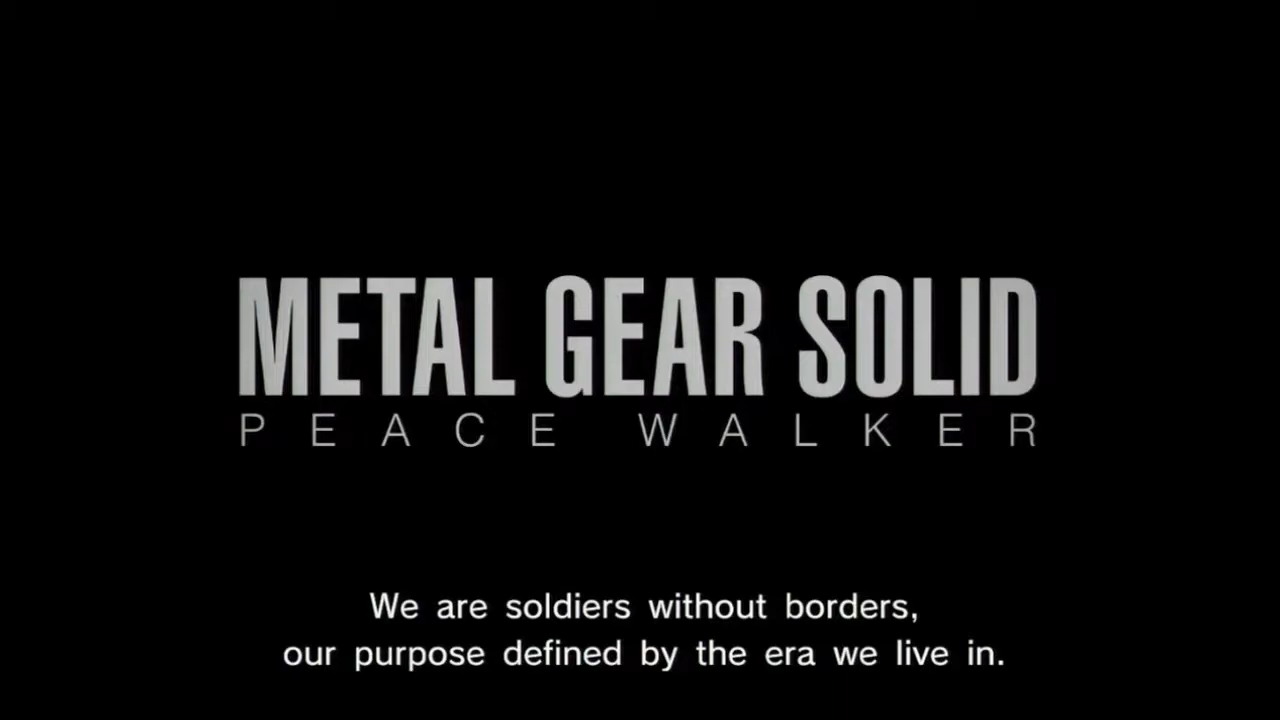 METAL GEAR SOLID
PEACE WALKER
We are soldiers without borders,
our purpose defined by the era we live in.